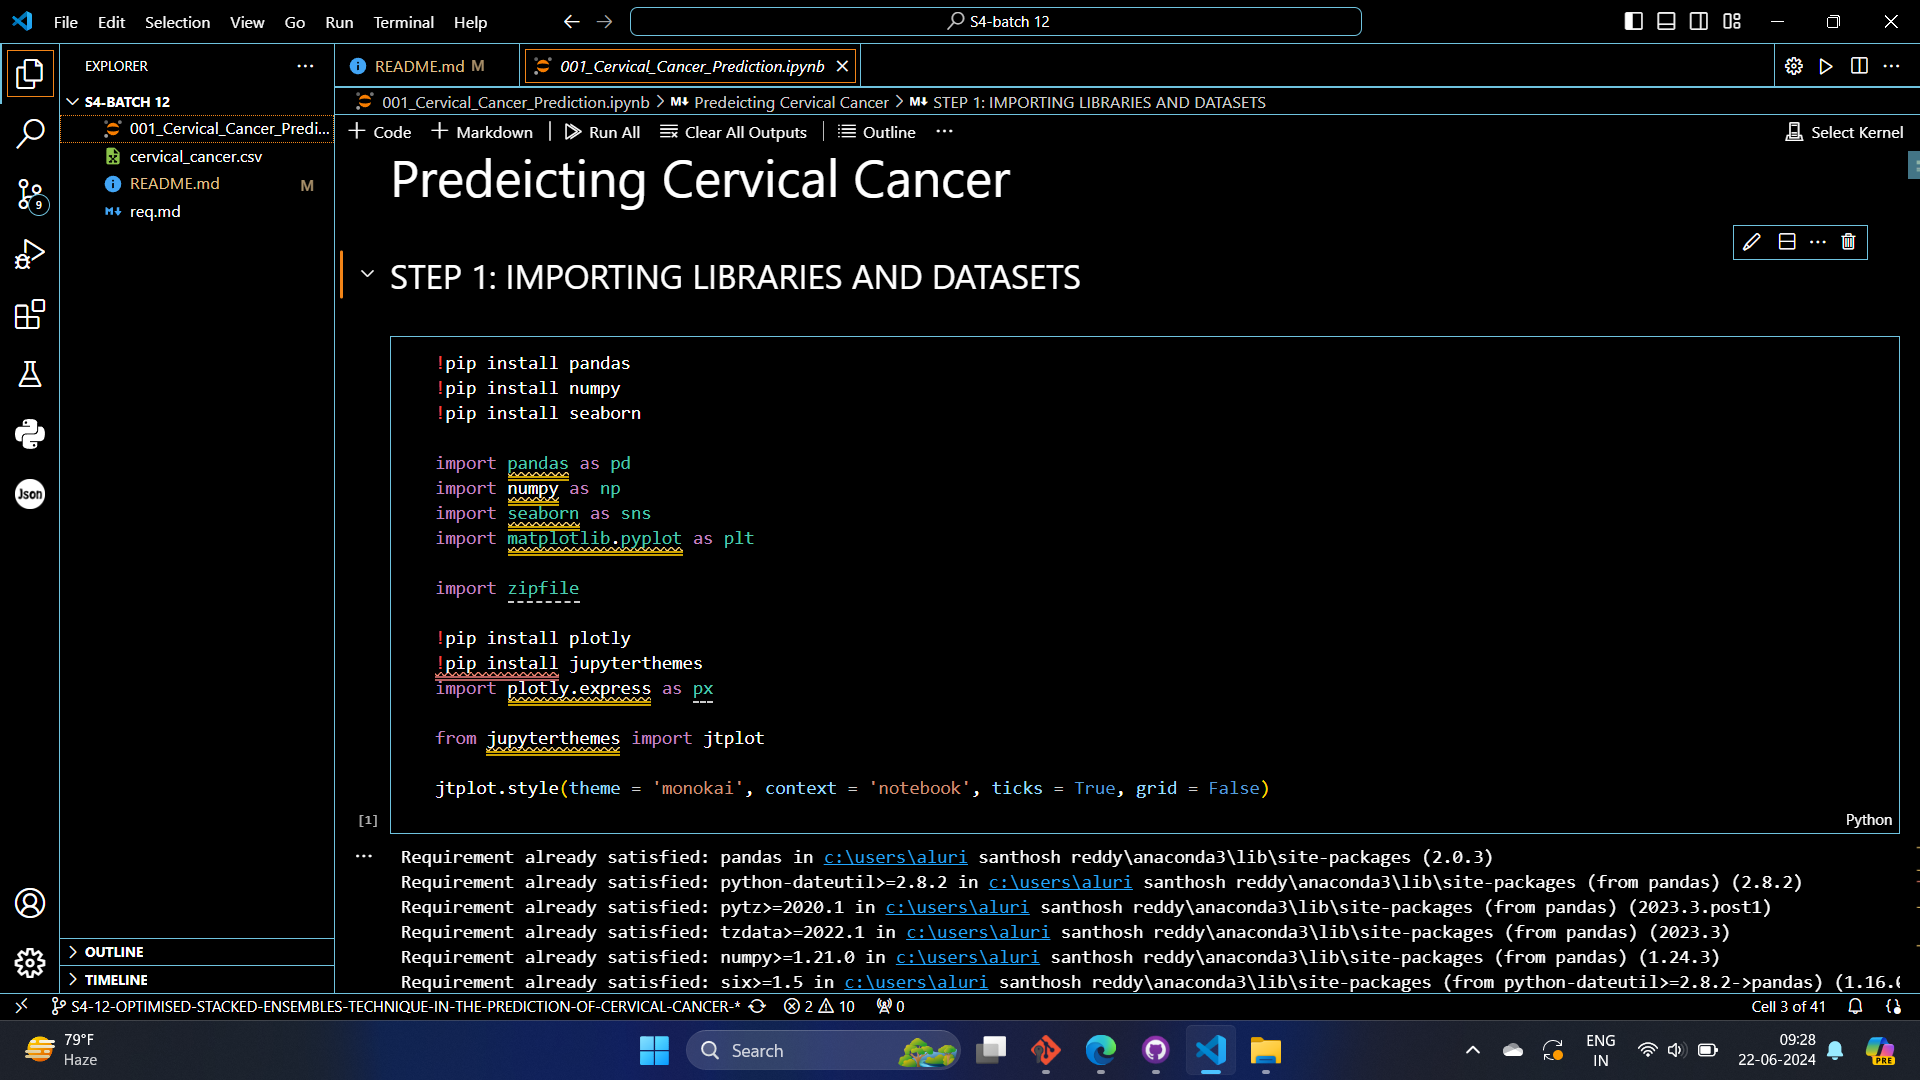 File Edit Selection View Go Run Terminal Help
S4-batch 12
EXPLORER
README.md M
001_Cervical_Cancer_Prediction.ipynb
S4-BATCH 12
001_Cervical_Cancer_Predi...
cervical_cancer.csv
README.md M
req.md
001_Cervical_Cancer_Prediction.ipynb > M↓ Predeicting Cervical Cancer > M↓ STEP 1: IMPORTING LIBRARIES AND DATASETS
Code Markdown Run All Clear All Outputs Outline ... Select Kernel
Predeicting Cervical Cancer
STEP 1: IMPORTING LIBRARIES AND DATASETS
!pip install pandas
!pip install numpy
!pip install seaborn
import pandas as pd
import numpy as np
import seaborn as sns
import matplotlib.pyplot as plt
import zipfile
!pip install plotly
!pip install jupyterthemes
import plotly.express as px
from jupyterthemes import jtplot
jtplot.style(theme = 'monokai', context = 'notebook', ticks = True, grid = False)
[1]
Python
Requirement already satisfied: pandas in c:\users\aluri santhosh reddy\anaconda3\lib\site-packages (2.0.3)
Requirement already satisfied: python-dateutil>=2.8.2 in c:\users\aluri santhosh reddy\anaconda3\lib\site-packages (from pandas) (2.8.2)
Requirement already satisfied: pytz>=2020.1 in c:\users\aluri santhosh reddy\anaconda3\lib\site-packages (from pandas) (2023.3.post1)
Requirement already satisfied: tzdata>=2022.1 in c:\users\aluri santhosh reddy\anaconda3\lib\site-packages (from pandas) (2023.3)
Requirement already satisfied: numpy>=1.21.0 in c:\users\aluri santhosh reddy\anaconda3\lib\site-packages (from pandas) (1.24.3)
Requirement already satisfied: six>=1.5 in c:\users\aluri santhosh reddy\anaconda3\lib\site-packages (from python-dateutil>=2.8.2->pandas) (1.16.
9
Json
OUTLINE
TIMELINE
S4-12-OPTIMISED-STACKED-ENSEMBLES-TECHNIQUE-IN-THE-PREDICTION-OF-CERVICAL-CANCER-* 2 10 0
Cell 3 of 41
79°F
Haze
Search
ENG
IN
09:28
22-06-2024
PRE